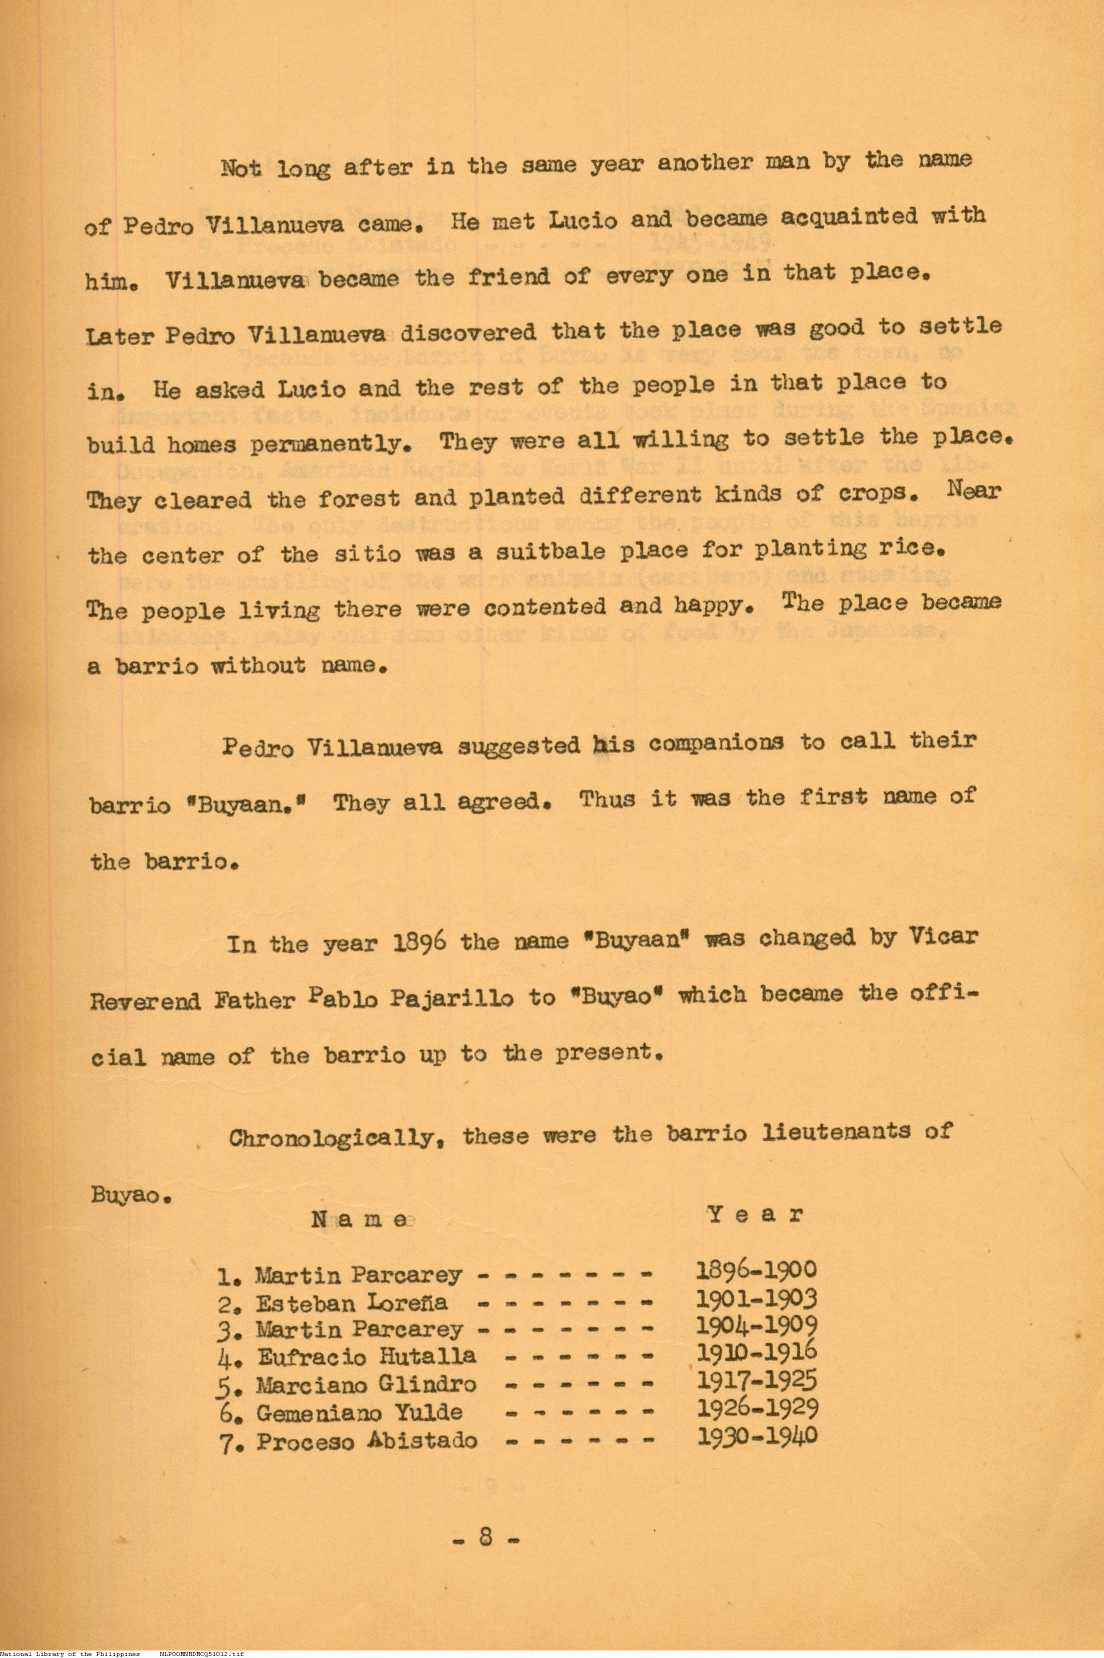 Not long after in the same year another man by the name
of Pedro Villanueva came. He met Lucio and became acquainted with
him. Villanueva became the friend of every one in that place.
Later Pedro Villanueva discovered that the place was good to settle
in. He asked Lucio and the rest of the people in that place to
build homes permanently. They were all willing to settle the place.
They cleared the forest and planted different kinds of crops. Near
the center of the sitio was a suitbale place for planting rice.
The people living there were contented and happy. The place became
a barrio without name.
Pedro Villanueva suggested his companions to call their
barrio "Buyaan." They all agreed. Thus it was the first name of
the barrio.
In the year 1896 the name "Buyaan" was changed by Vicar
Reverend Father Pablo Pajarillo to "Buyao" which became the offi-
cial name of the barrio up to the present.
Chronologically, these were the barrio lieutenants of
Buyao.
N a m e Y e a r
1. Martin Parcarey - - - - - - - 1896-1900
2. Esteban Loreña - - - - - - - 1901-1903
3. Martin Parcarey - - - - - - - 1904-1909
4. Eufracio Hutalla - - - - - - 1910-1916
5. Marciano Glindro - - - - - - 1917-1925
6. Gemeniano Yulde - - - - - - 1926-1929
7. Proceso Abistado - - - - - - 1930-1940
- 8 -
National Library of the Philippines NLPOOMNBDMCQ51012.tif